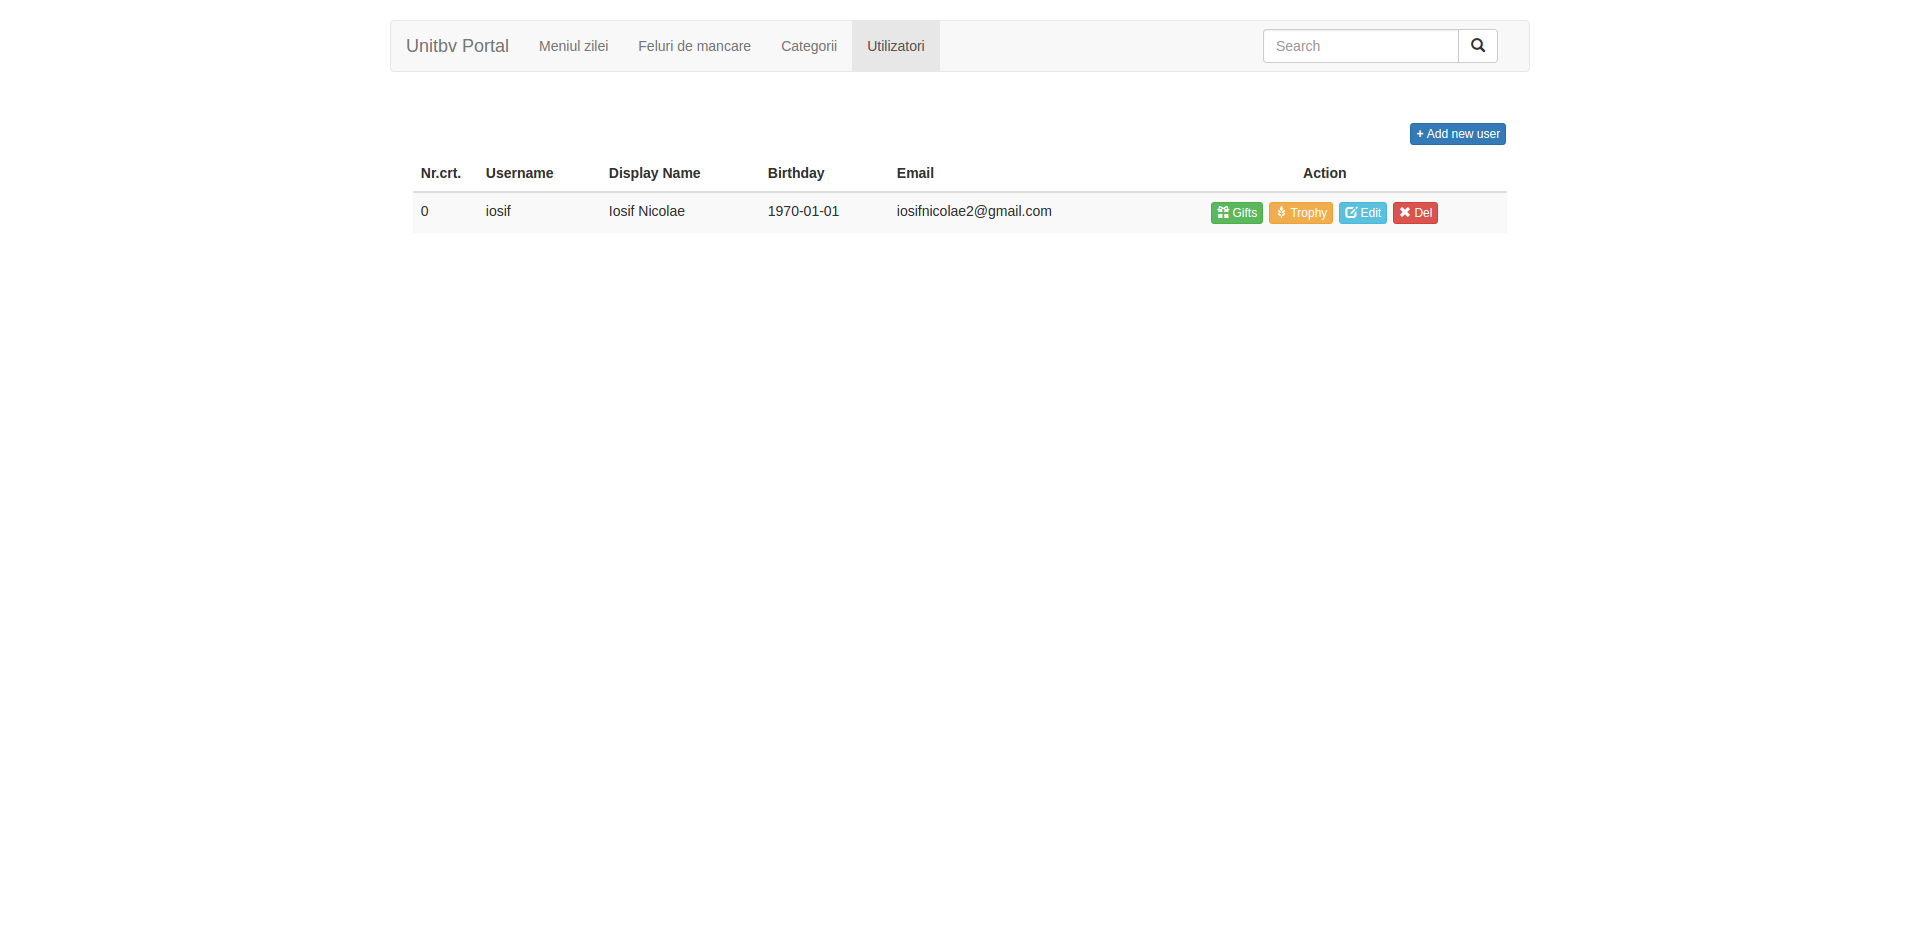 Unitbv Portal Meniul zilei Feluri de mancare Categorii Utilizatori Search
+ Add new user
Nr.crt. Username Display Name Birthday Email Action
0 iosif Iosif Nicolae 1970-01-01 iosifnicolae2@gmail.com Gifts Trophy Edit Del